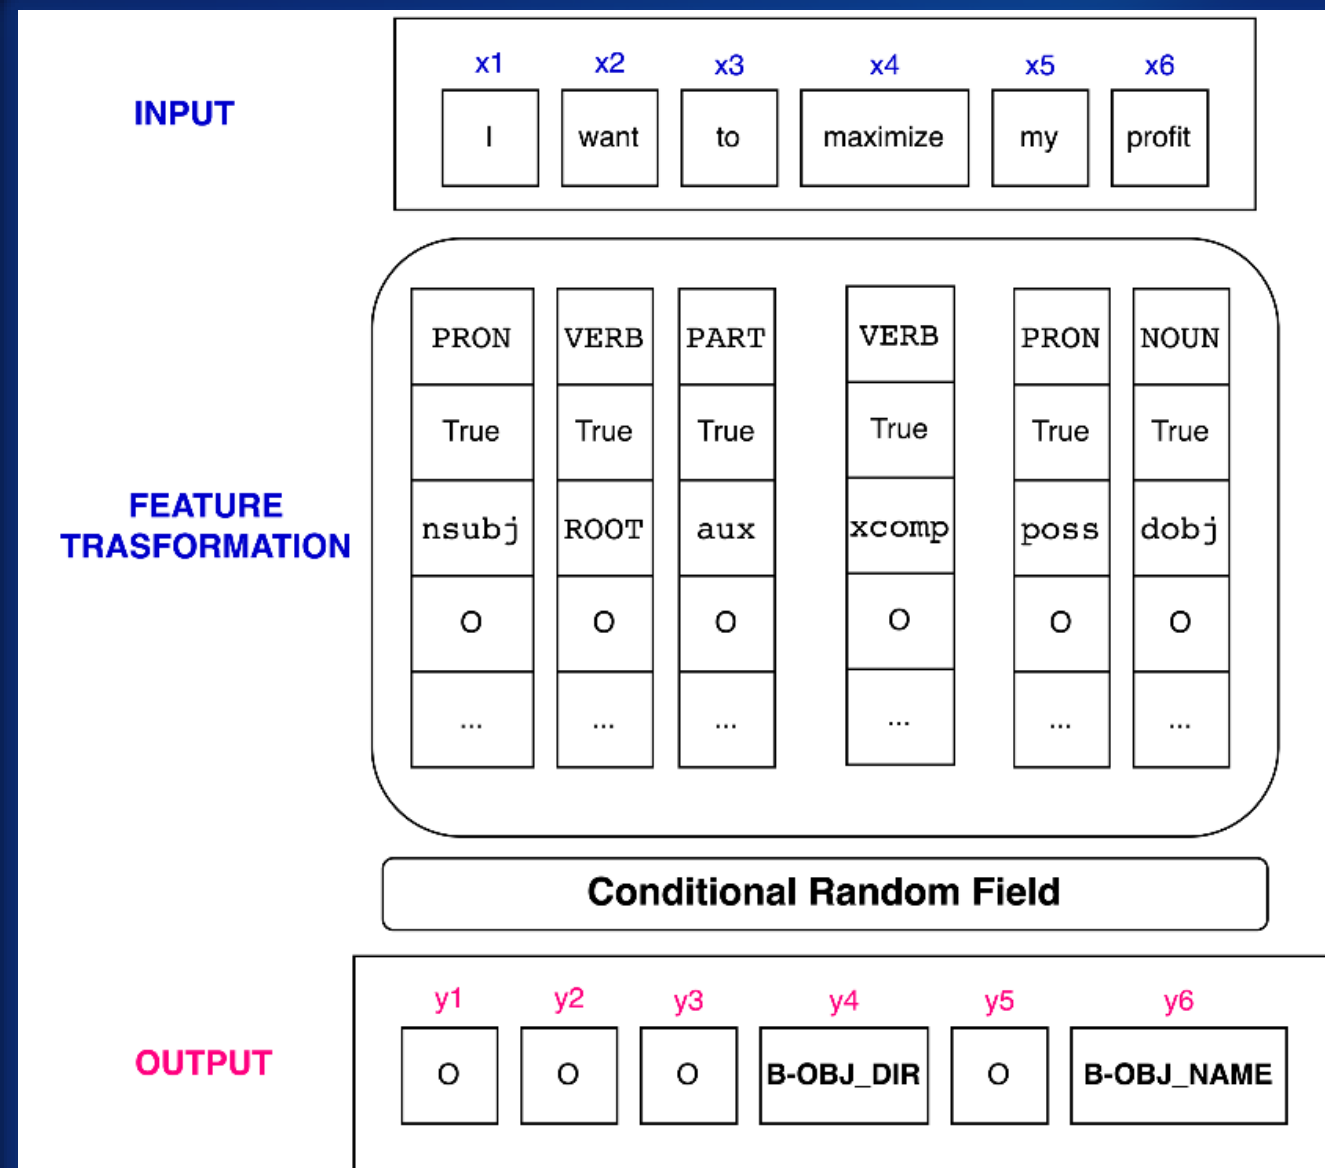 x1 x2 x3 x4 x5 x6
INPUT
I want to maximize my profit
PRON VERB PART VERB PRON NOUN
True True True True True True
FEATURE
TRASFORMATION
nsubj ROOT aux xcomp poss dobj
O O O O O O
... ... ... ... ... ...
Conditional Random Field
y1 y2 y3 y4 y5 y6
OUTPUT
O O O B-OBJ_DIR O B-OBJ_NAME